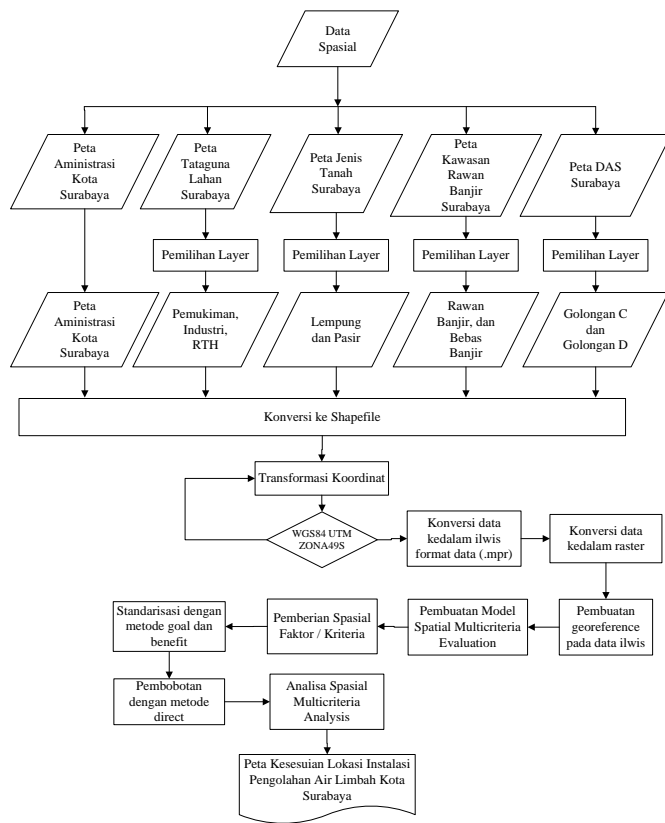 Data
Spasial
Peta
Aministrasi
Kota
Surabaya
Peta
Tataguna
Lahan
Surabaya
Peta Jenis
Tanah
Surabaya
Peta
Kawasan
Rawan
Banjir
Surabaya
Peta DAS
Surabaya
Pemilihan Layer
Pemilihan Layer
Pemilihan Layer
Pemilihan Layer
Peta
Aministrasi
Kota
Surabaya
Pemukiman,
Industri,
RTH
Lempung
dan Pasir
Rawan
Banjir, dan
Bebas
Banjir
Golongan C
dan
Golongan D
Konversi ke Shapefile
Transformasi Koordinat
WGS84 UTM
ZONA49S
Konversi data
kedalam ilwis
format data (.mpr)
Konversi data
kedalam raster
Pembuatan
georeference
pada data ilwis
Pembuatan Model
Spatial Multicriteria
Evaluation
Pemberian Spasial
Faktor / Kriteria
Standarisasi dengan
metode goal dan
benefit
Pembobotan
dengan metode
direct
Analisa Spasial
Multicriteria
Analysis
Peta Kesesuian Lokasi Instalasi
Pengolahan Air Limbah Kota
Surabaya